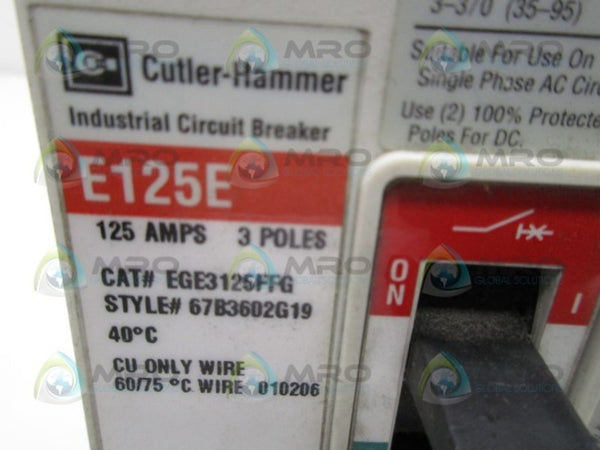 Cutler-Hammer
Industrial Circuit Breaker
E125E
125 AMPS 3 POLES
CAT# EGE3125FFG
STYLE# 67B3602G19
40°C
CU ONLY WIRE
60/75 °C WIRE 010206
3-3/0 (35-95)
Suitable For Use On
Single Phase AC
Use (2) 100%
Poles For DC.
ON
I
MRO
GLOBAL SOLUTION